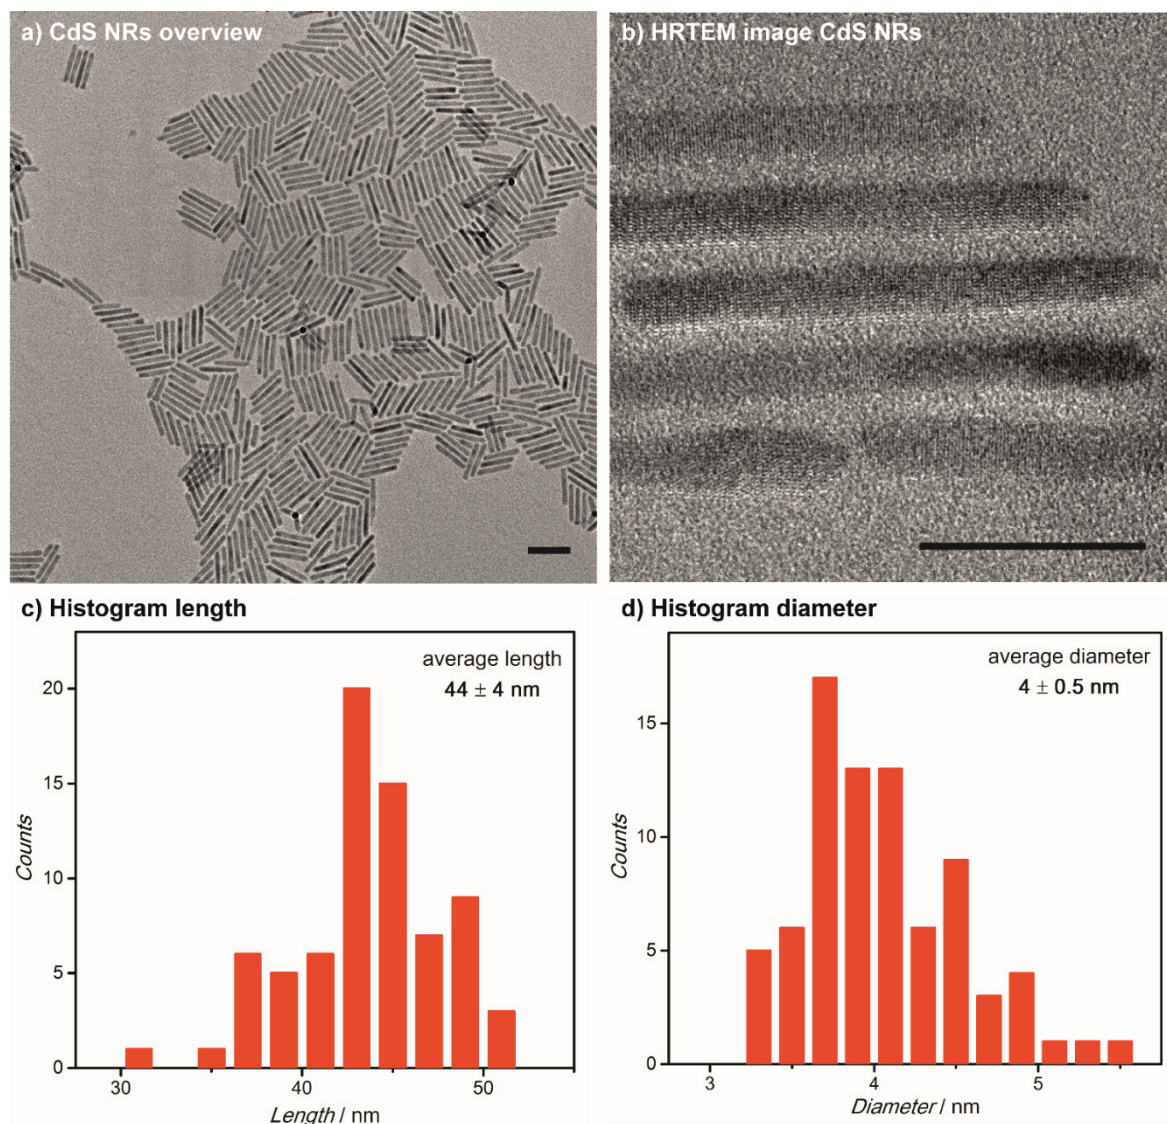 a) CdS NRs overview
b) HRTEM image CdS NRs
c) Histogram length
average length
44 ± 4 nm
20
15
10
5
0
Counts
30
40
50
Length / nm
d) Histogram diameter
average diameter
4 ± 0.5 nm
15
10
5
0
Counts
3
4
5
Diameter / nm